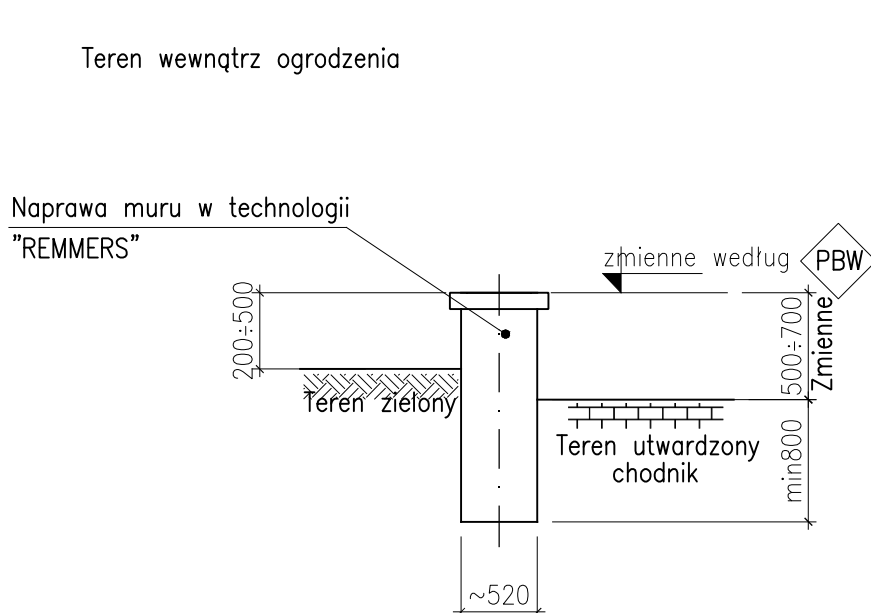 Teren wewnątrz ogrodzenia
Naprawa muru w technologii
"REMMERS"
zmienne według PBW
200÷500
500÷700
Zmienne
Teren zielony
Teren utwardzony
chodnik
min800
~520